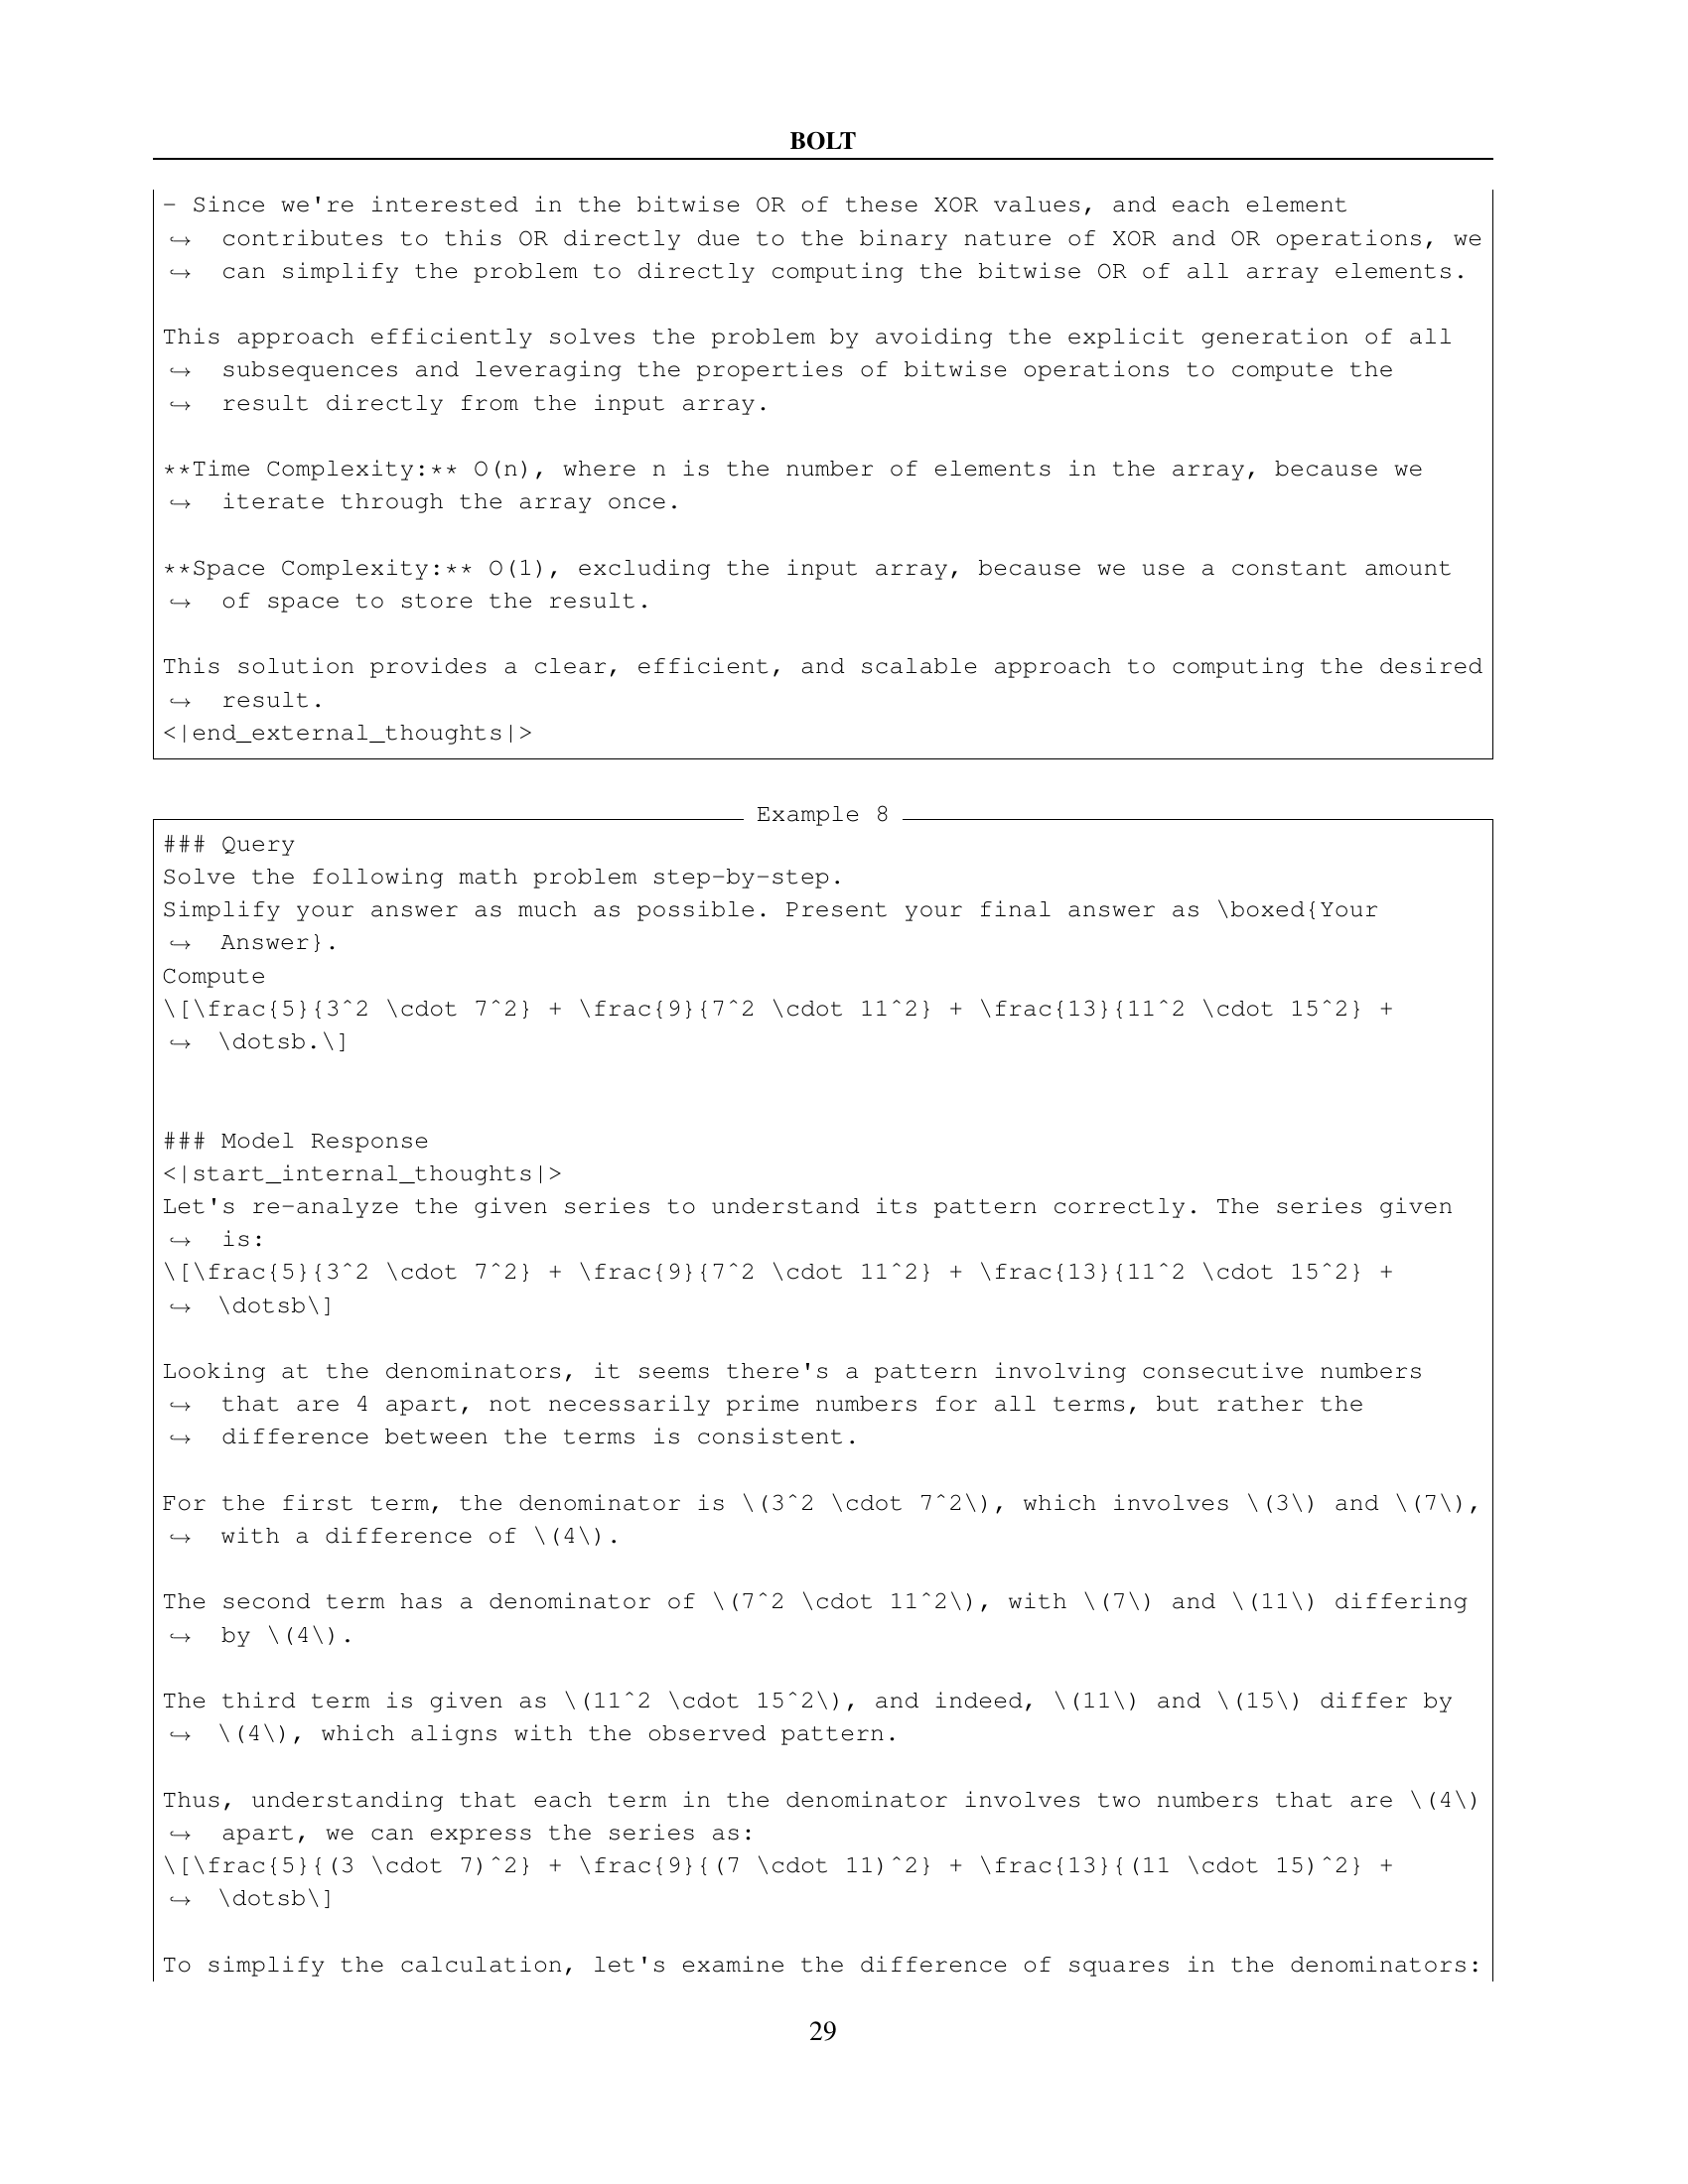 BOLT
- Since we're interested in the bitwise OR of these XOR values, and each element
↪ contributes to this OR directly due to the binary nature of XOR and OR operations, we
↪ can simplify the problem to directly computing the bitwise OR of all array elements.
This approach efficiently solves the problem by avoiding the explicit generation of all
↪ subsequences and leveraging the properties of bitwise operations to compute the
↪ result directly from the input array.
**Time Complexity:** O(n), where n is the number of elements in the array, because we
↪ iterate through the array once.
**Space Complexity:** O(1), excluding the input array, because we use a constant amount
↪ of space to store the result.
This solution provides a clear, efficient, and scalable approach to computing the desired
↪ result.
<|end_external_thoughts|>
Example 8
### Query
Solve the following math problem step-by-step.
Simplify your answer as much as possible. Present your final answer as \boxed{Your
↪ Answer}.
Compute
\[\frac{5}{3^2 \cdot 7^2} + \frac{9}{7^2 \cdot 11^2} + \frac{13}{11^2 \cdot 15^2} +
↪ \dotsb.\]
### Model Response
<|start_internal_thoughts|>
Let's re-analyze the given series to understand its pattern correctly. The series given
↪ is:
\[\frac{5}{3^2 \cdot 7^2} + \frac{9}{7^2 \cdot 11^2} + \frac{13}{11^2 \cdot 15^2} +
↪ \dotsb\]
Looking at the denominators, it seems there's a pattern involving consecutive numbers
↪ that are 4 apart, not necessarily prime numbers for all terms, but rather the
↪ difference between the terms is consistent.
For the first term, the denominator is \(3^2 \cdot 7^2\), which involves \(3\) and \(7\),
↪ with a difference of \(4\).
The second term has a denominator of \(7^2 \cdot 11^2\), with \(7\) and \(11\) differing
↪ by \(4\).
The third term is given as \(11^2 \cdot 15^2\), and indeed, \(11\) and \(15\) differ by
↪ \(4\), which aligns with the observed pattern.
Thus, understanding that each term in the denominator involves two numbers that are \(4\)
↪ apart, we can express the series as:
\[\frac{5}{(3 \cdot 7)^2} + \frac{9}{(7 \cdot 11)^2} + \frac{13}{(11 \cdot 15)^2} +
↪ \dotsb\]
To simplify the calculation, let's examine the difference of squares in the denominators:
29